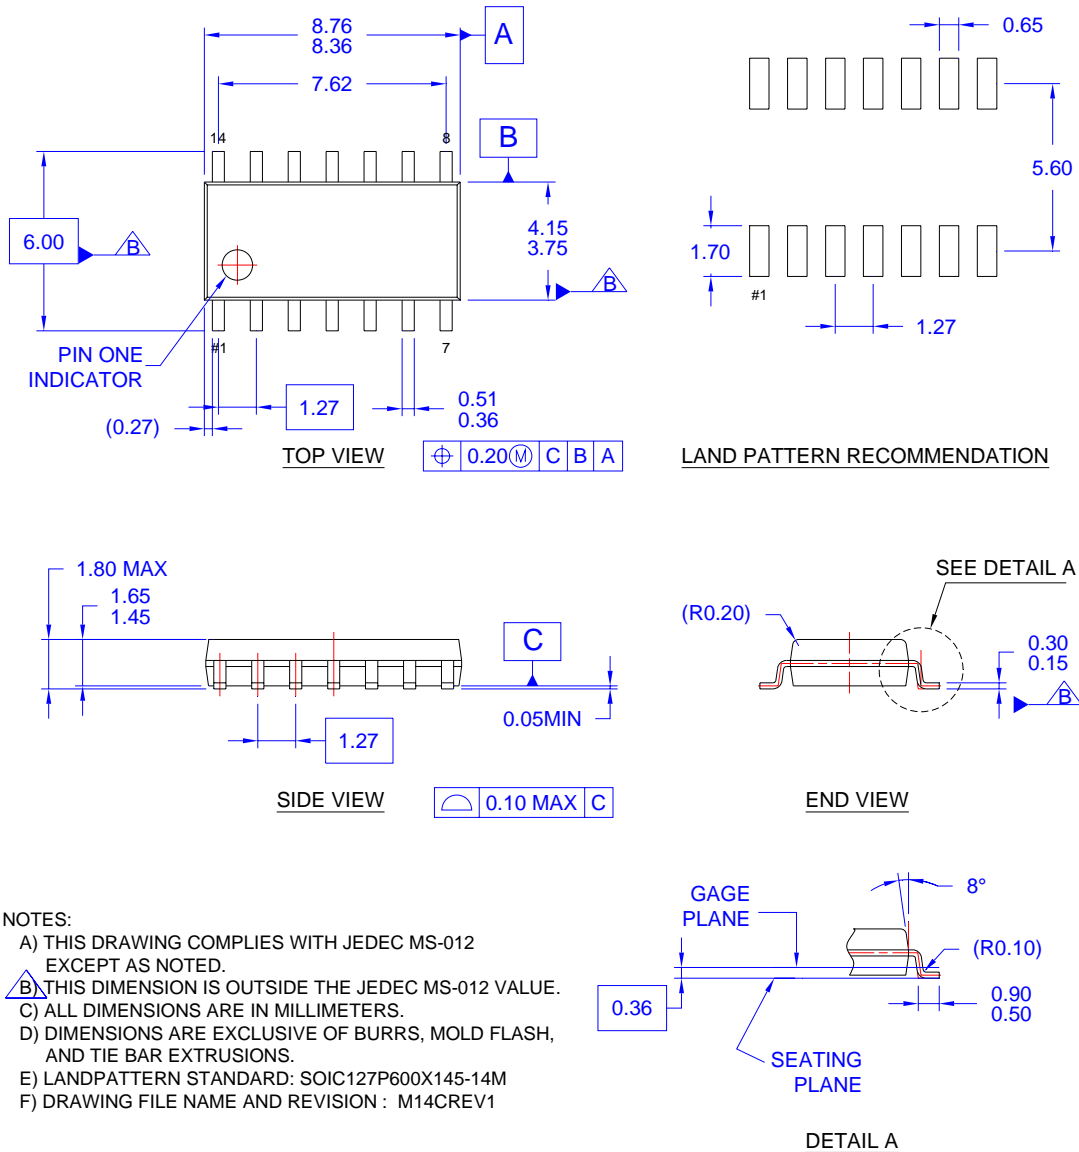 8.76
8.36
A
7.62
14
8
B
6.00
B
4.15
3.75
B
#1
7
PIN ONE
INDICATOR
1.27
0.51
0.36
(0.27)
TOP VIEW
0.20 M C B A
0.65
5.60
1.70
#1
1.27
LAND PATTERN RECOMMENDATION
1.80 MAX
1.65
1.45
C
0.05MIN
1.27
SIDE VIEW
0.10 MAX C
SEE DETAIL A
(R0.20)
0.30
0.15
B
END VIEW
NOTES:
A) THIS DRAWING COMPLIES WITH JEDEC MS-012
EXCEPT AS NOTED.
B) THIS DIMENSION IS OUTSIDE THE JEDEC MS-012 VALUE.
C) ALL DIMENSIONS ARE IN MILLIMETERS.
D) DIMENSIONS ARE EXCLUSIVE OF BURRS, MOLD FLASH,
AND TIE BAR EXTRUSIONS.
E) LANDPATTERN STANDARD: SOIC127P600X145-14M
F) DRAWING FILE NAME AND REVISION : M14CREV1
8°
GAGE
PLANE
(R0.10)
0.36
0.90
0.50
SEATING
PLANE
DETAIL A